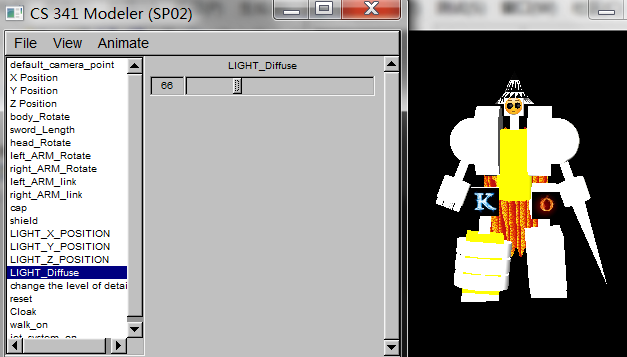 CS 341 Modeler (SP02)
File View Animate
default_camera_point
X Position
Y Position
Z Position
body_Rotate
sword_Length
head_Rotate
left_ARM_Rotate
right_ARM_Rotate
left_ARM_link
right_ARM_link
cap
shield
LIGHT_X_POSITION
LIGHT_Y_POSITION
LIGHT_Z_POSITION
LIGHT_Diffuse
change the level of detai
reset
Cloak
walk_on
LIGHT_Diffuse
66
K O